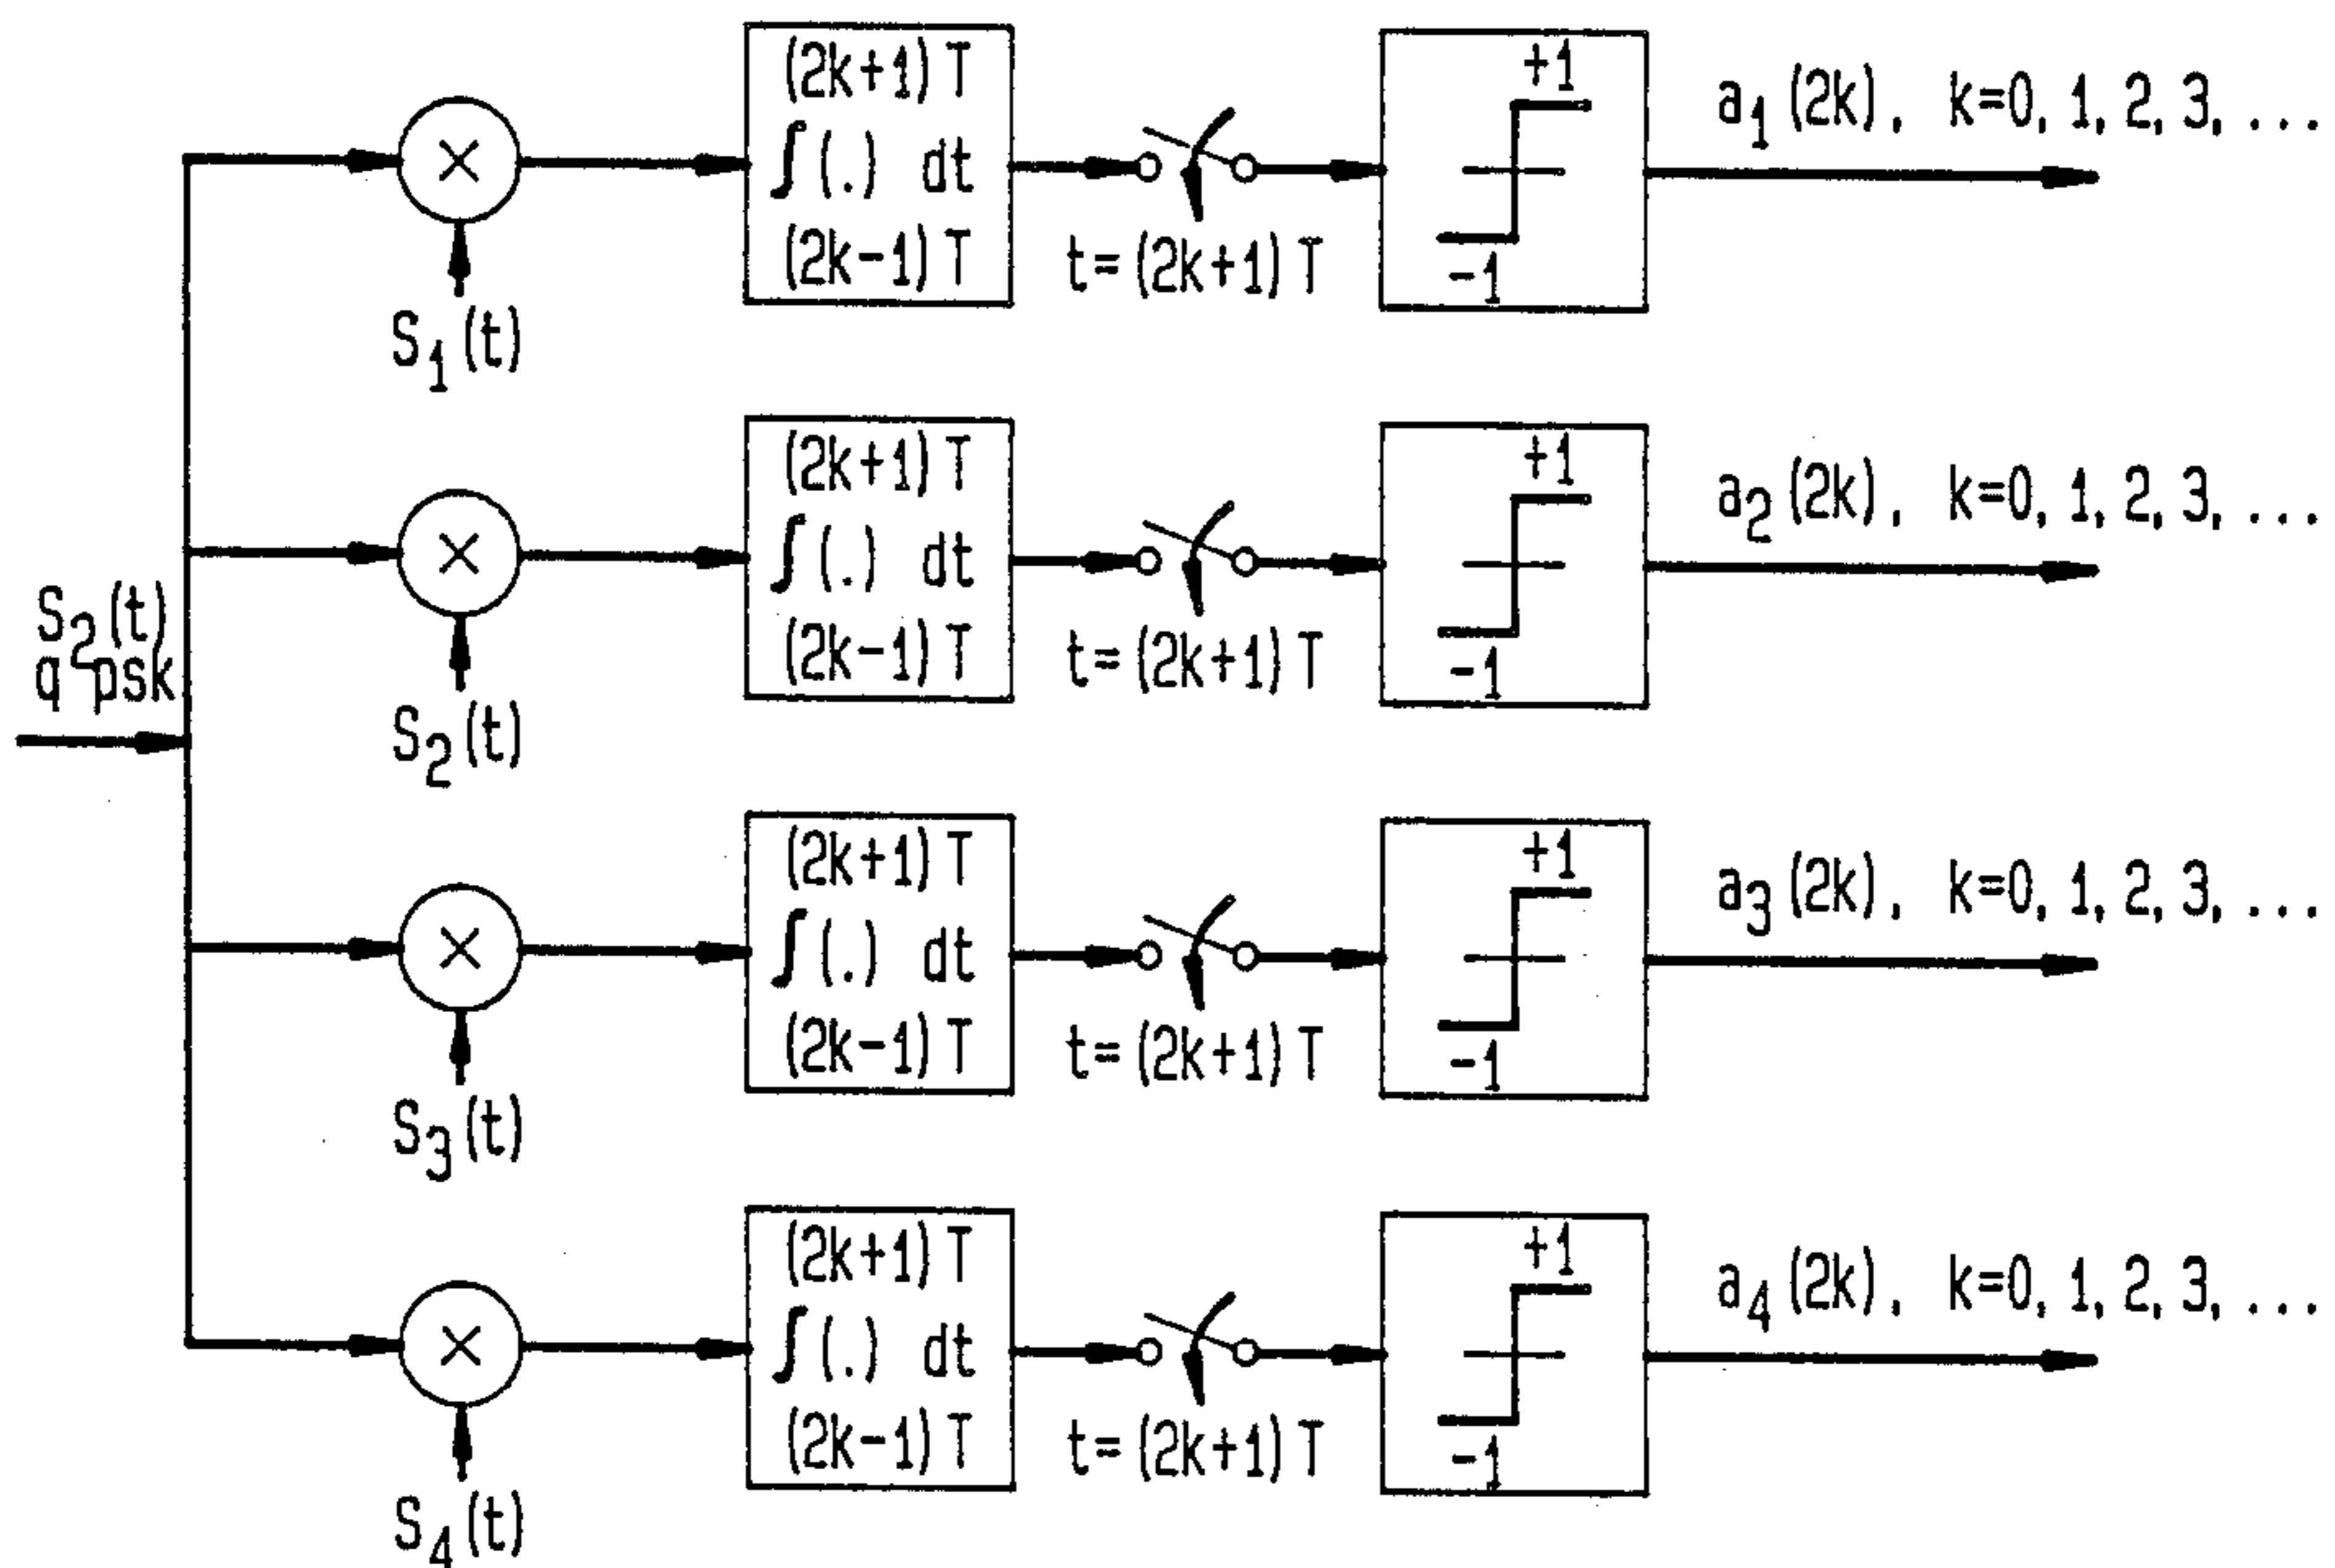 (2k+1) T
∫(.) dt
(2k-1) T
t=(2k+1) T
+1
-1
a1(2k), k=0, 1, 2, 3, ...
S1(t)
(2k+1) T
∫(.) dt
(2k-1) T
t=(2k+1) T
+1
-1
a2(2k), k=0, 1, 2, 3, ...
S2(t)
S2(t)
q psk
(2k+1) T
∫(.) dt
(2k-1) T
t=(2k+1) T
+1
-1
a3(2k), k=0, 1, 2, 3, ...
S3(t)
(2k+1) T
∫(.) dt
(2k-1) T
t=(2k+1) T
+1
-1
a4(2k), k=0, 1, 2, 3, ...
S4(t)